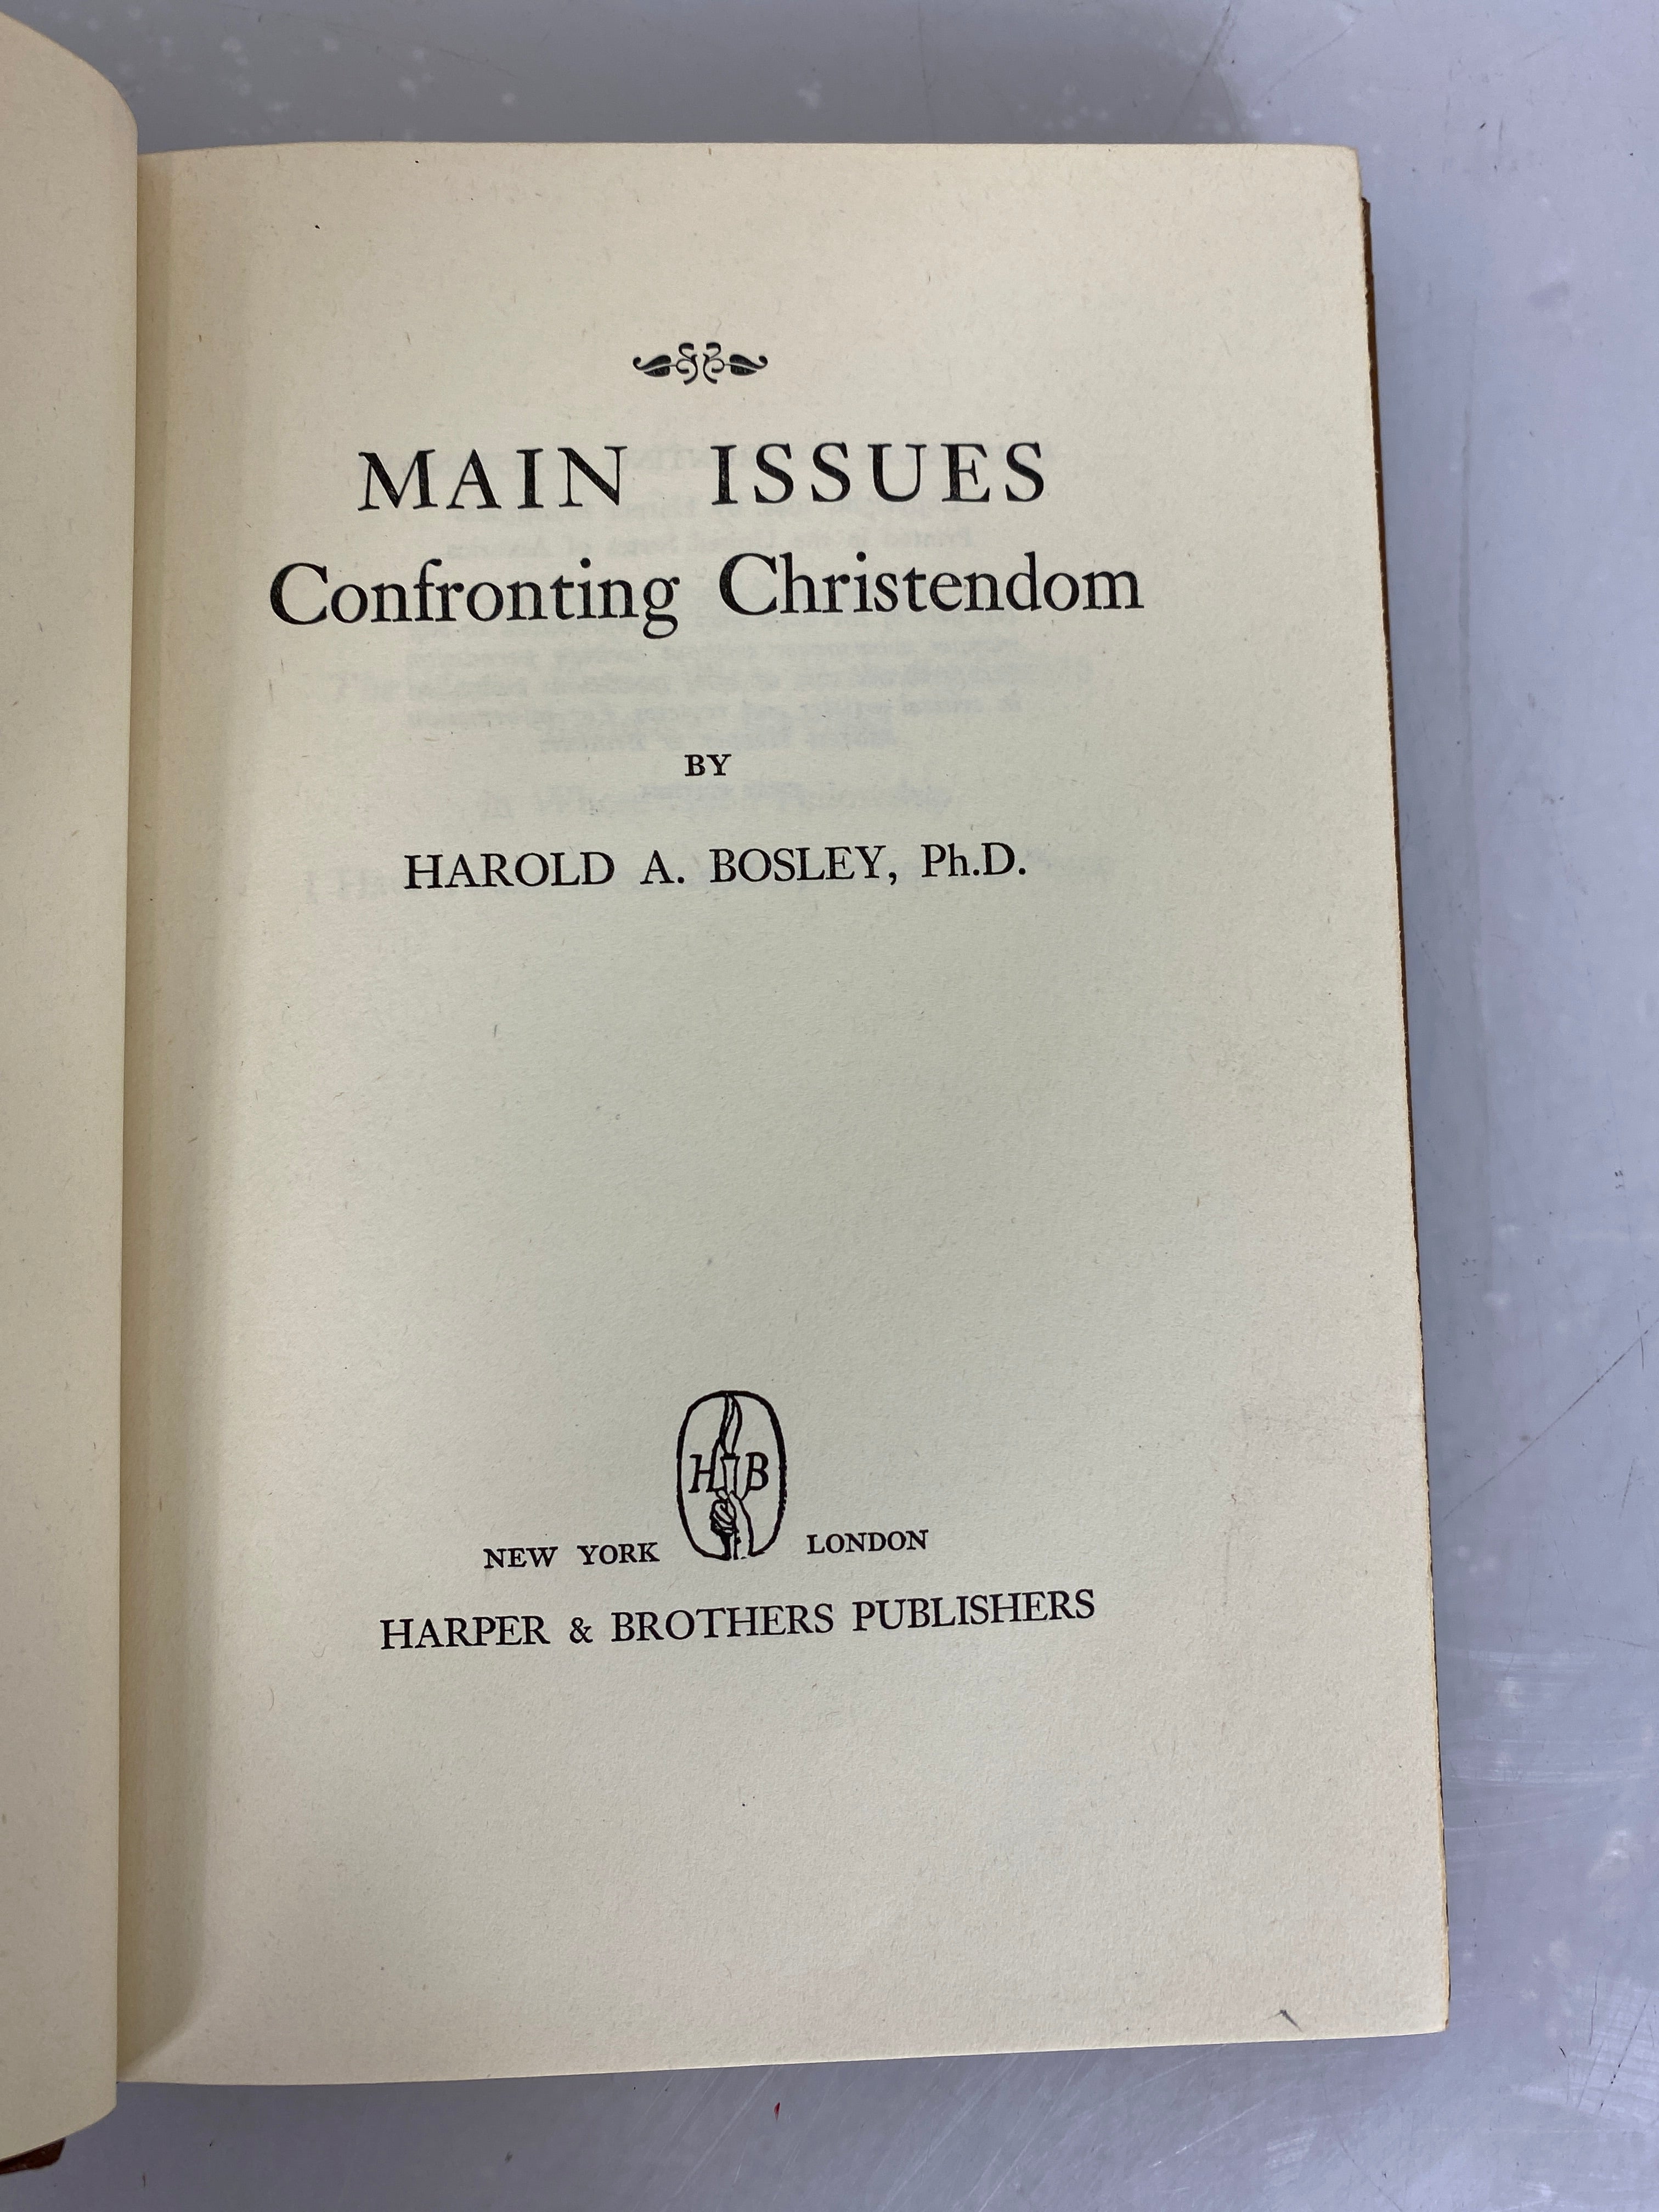 MAIN ISSUES
Confronting Christendom
BY
HAROLD A. BOSLEY, Ph.D.
H B
NEW YORK LONDON
HARPER & BROTHERS PUBLISHERS